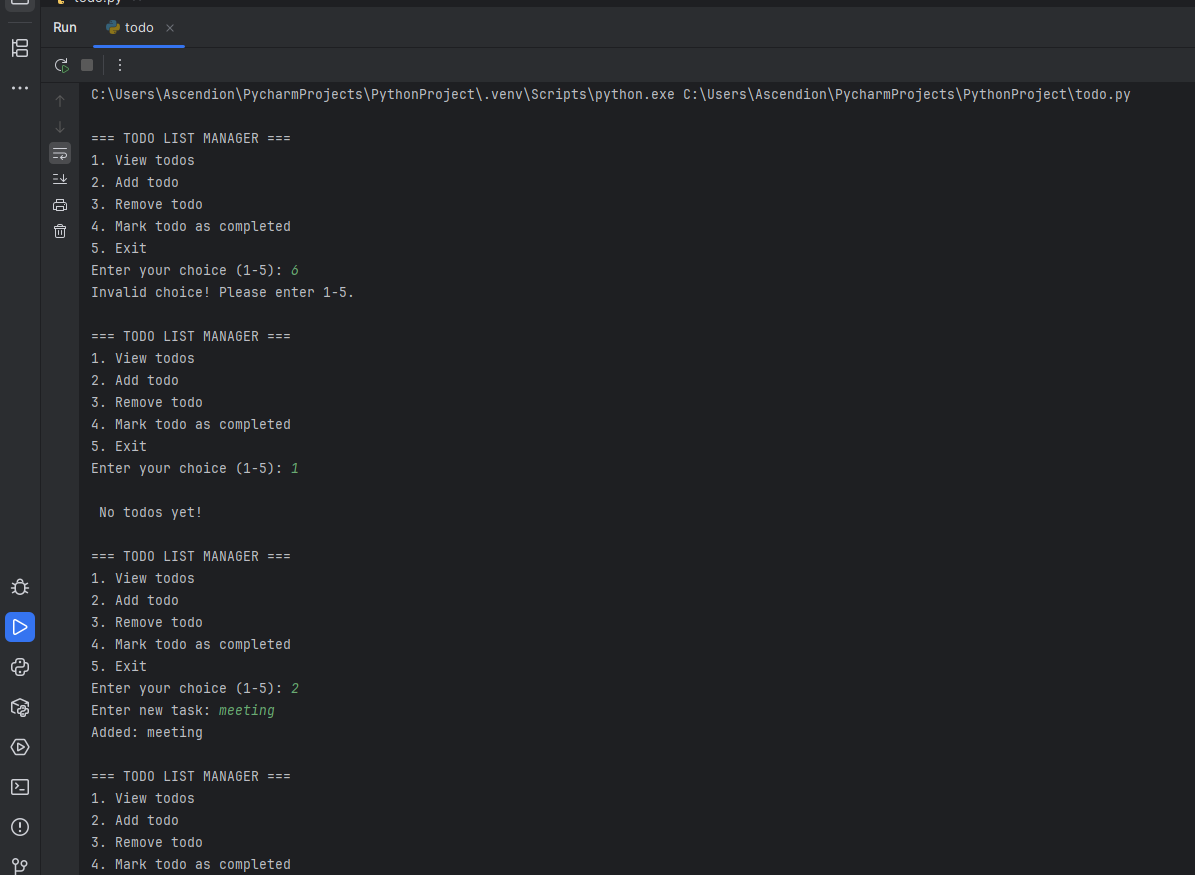 todo.py
Run
todo
C:\Users\Ascendion\PycharmProjects\PythonProject\.venv\Scripts\python.exe C:\Users\Ascendion\PycharmProjects\PythonProject\todo.py
=== TODO LIST MANAGER ===
1. View todos
2. Add todo
3. Remove todo
4. Mark todo as completed
5. Exit
Enter your choice (1-5): 6
Invalid choice! Please enter 1-5.
=== TODO LIST MANAGER ===
1. View todos
2. Add todo
3. Remove todo
4. Mark todo as completed
5. Exit
Enter your choice (1-5): 1
No todos yet!
=== TODO LIST MANAGER ===
1. View todos
2. Add todo
3. Remove todo
4. Mark todo as completed
5. Exit
Enter your choice (1-5): 2
Enter new task: meeting
Added: meeting
=== TODO LIST MANAGER ===
1. View todos
2. Add todo
3. Remove todo
4. Mark todo as completed